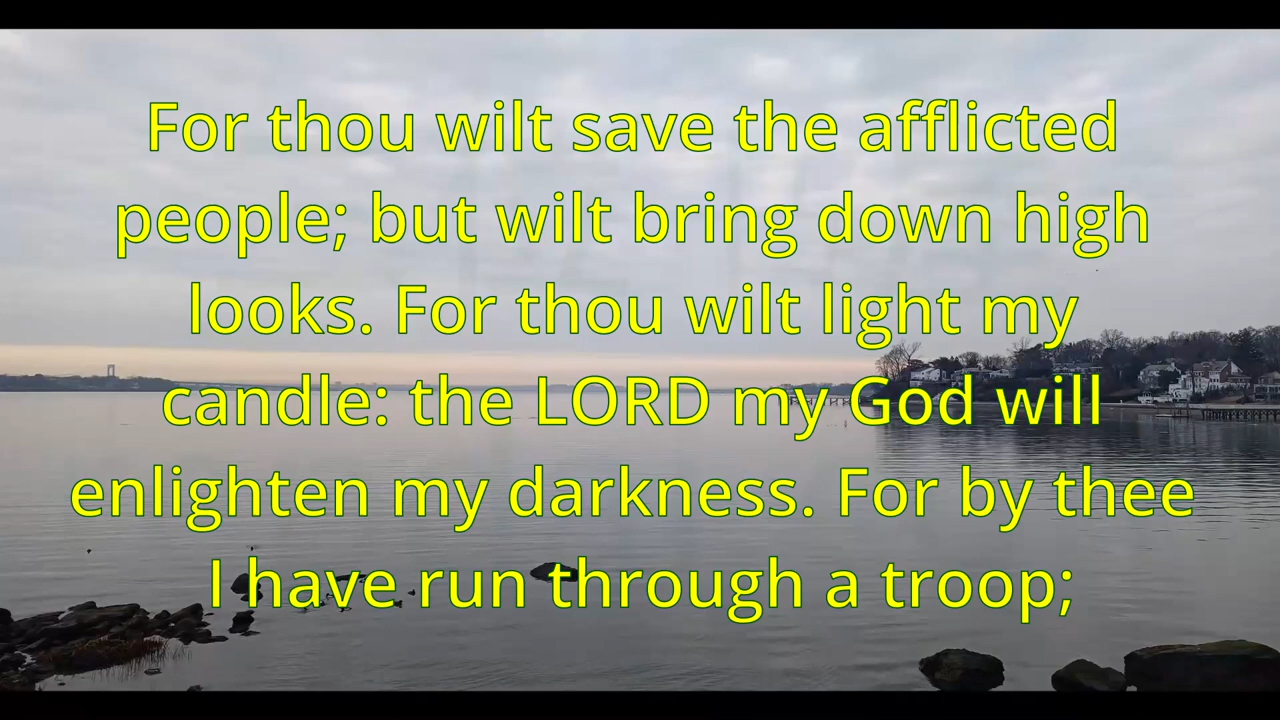 For thou wilt save the afflicted
people; but wilt bring down high
looks. For thou wilt light my
candle: the LORD my God will
enlighten my darkness. For by thee
I have run through a troop;